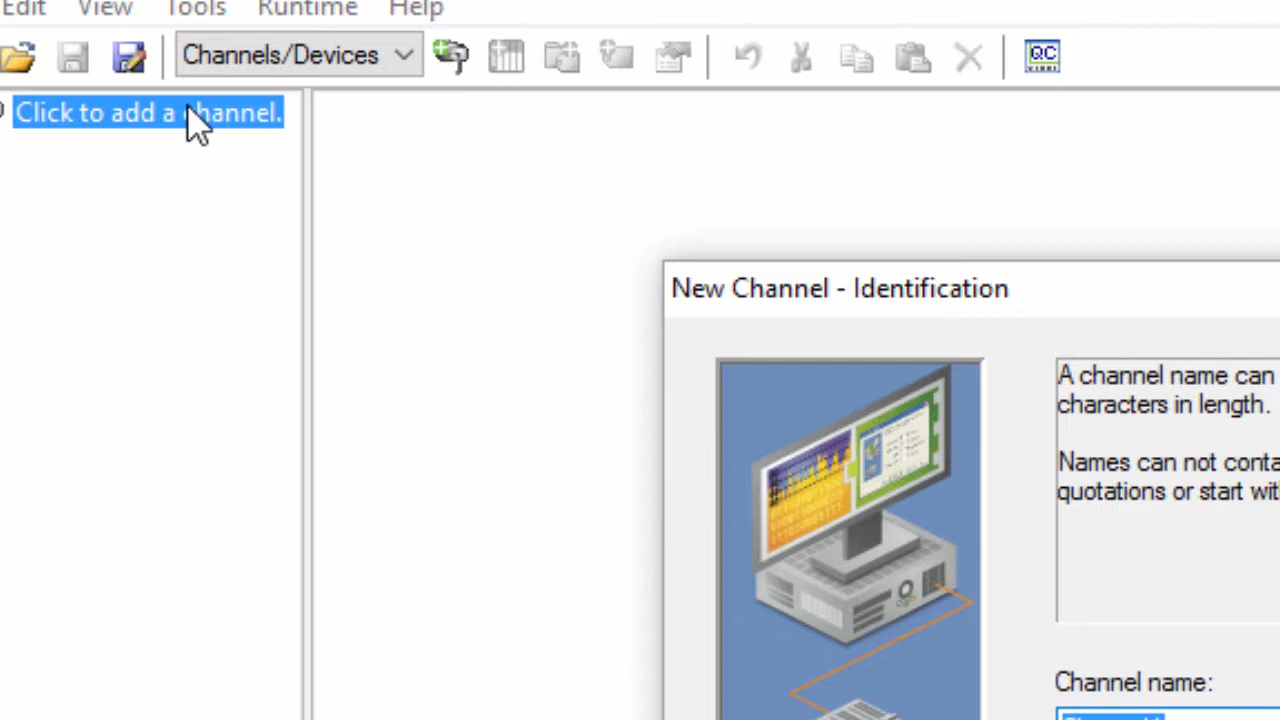 Edit View Tools Runtime Help
Channels/Devices
QC
Click to add a channel.
New Channel - Identification
A channel name can
characters in length.
Names can not conta
quotations or start wit
Channel name: